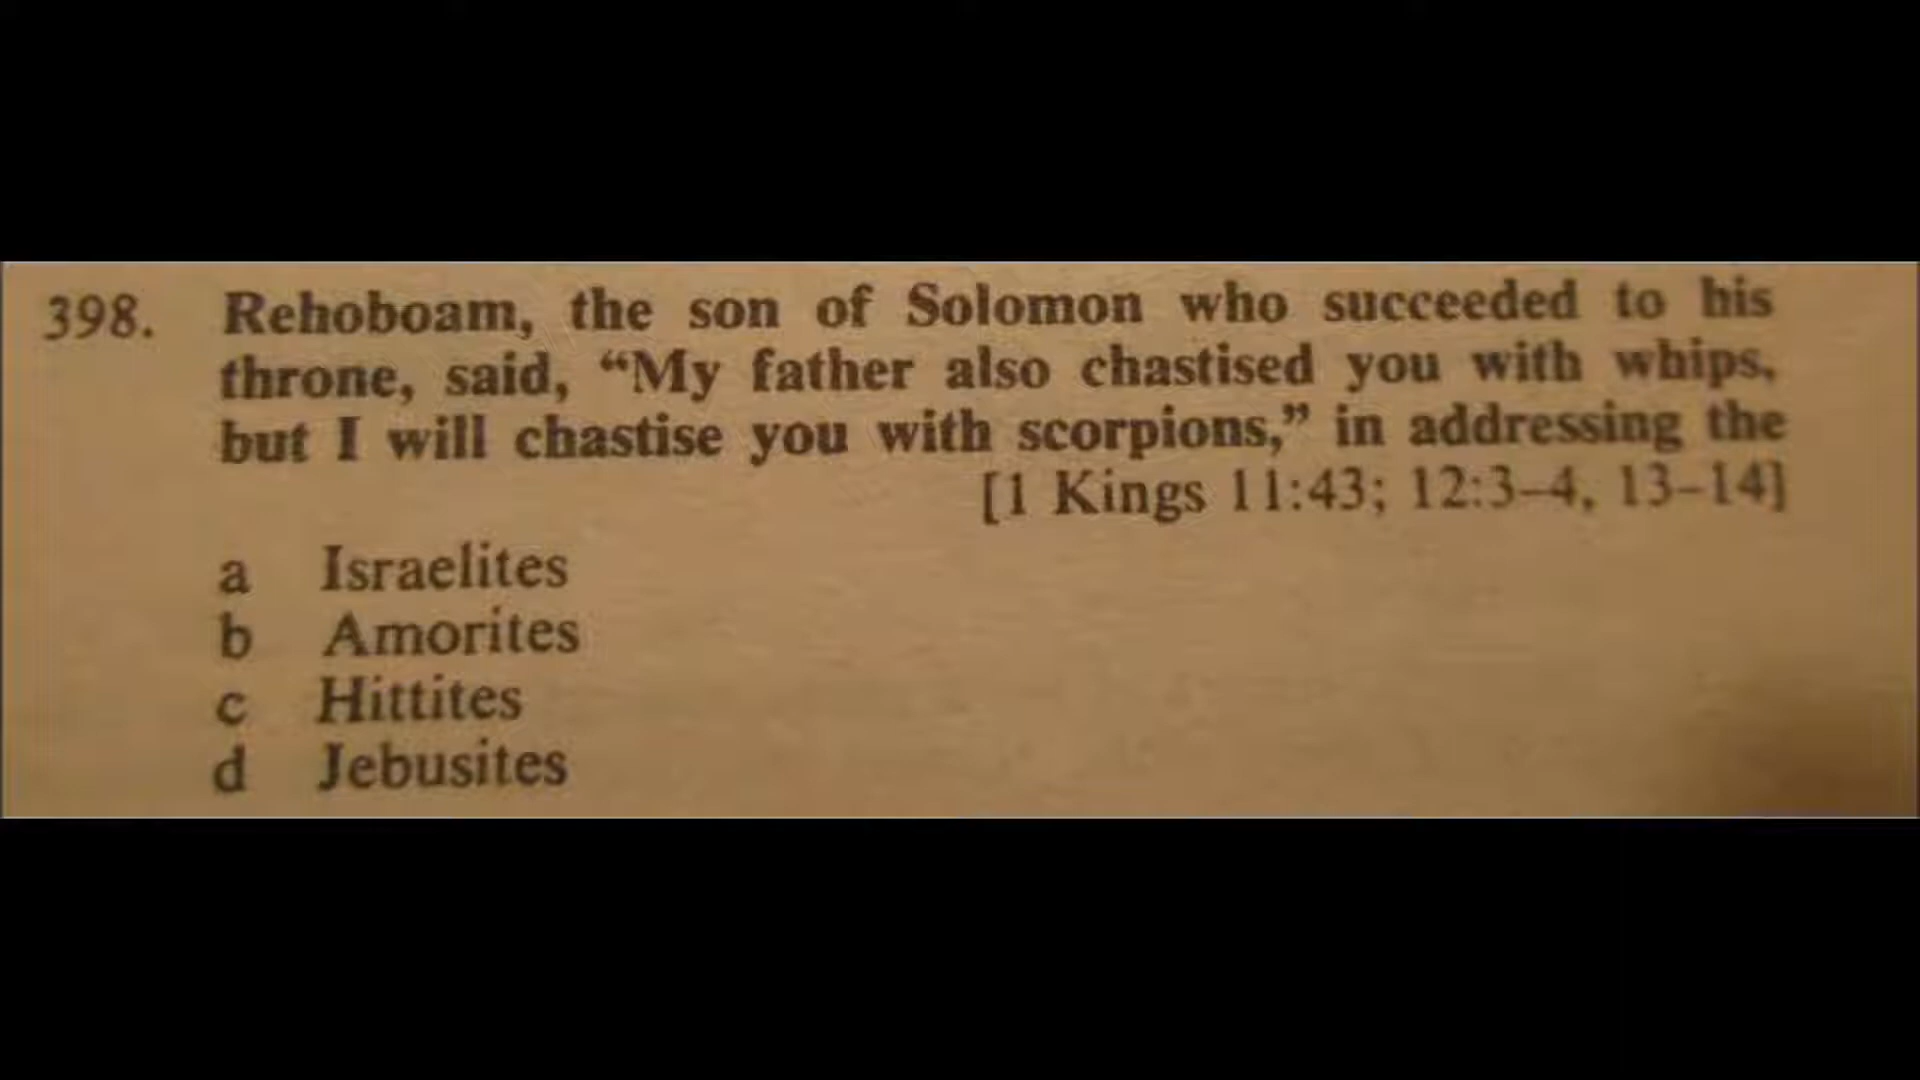 398. Rehoboam, the son of Solomon who succeeded to his
throne, said, “My father also chastised you with whips,
but I will chastise you with scorpions,” in addressing the
[1 Kings 11:43; 12:3–4, 13–14]
a Israelites
b Amorites
c Hittites
d Jebusites